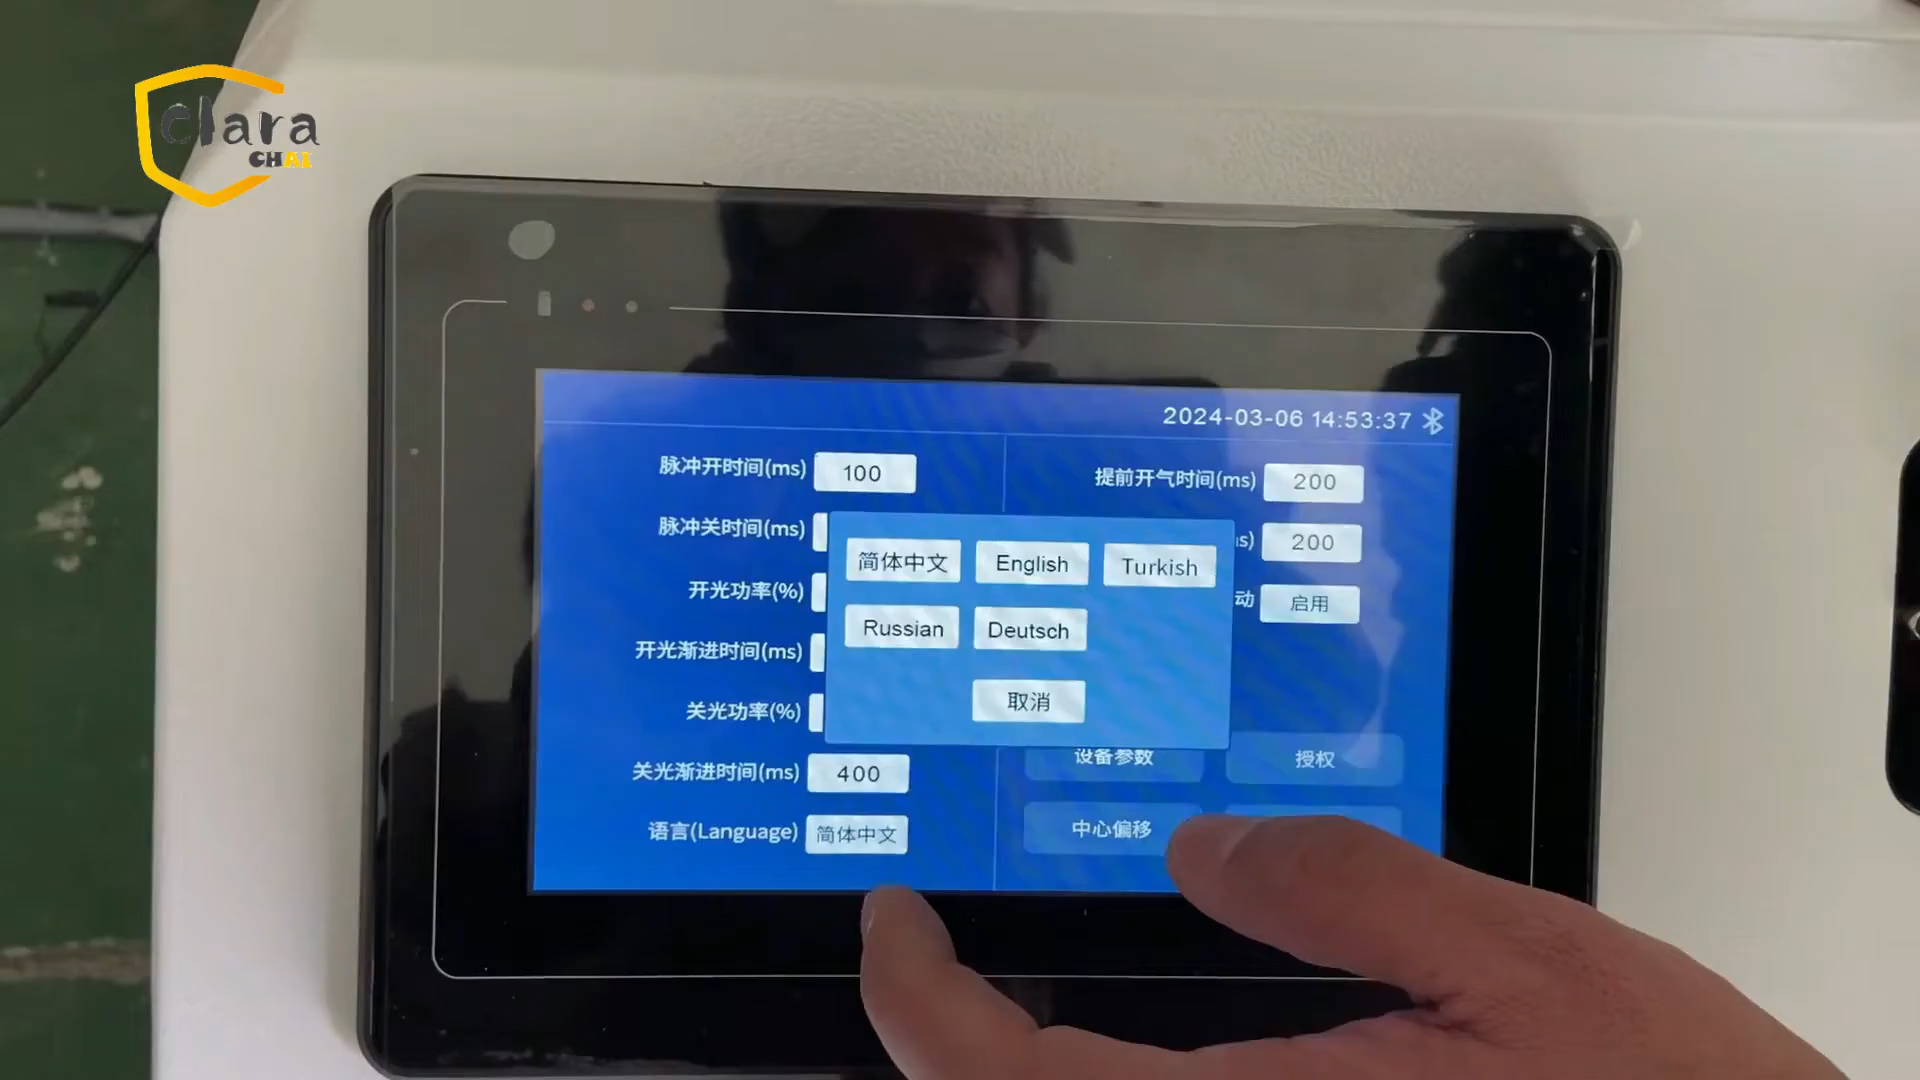 clara
CHAI
2024-03-06 14:53:37
脉冲开时间(ms) 100
提前开气时间(ms) 200
脉冲关时间(ms)
s) 200
开光功率(%)
动 启用
简体中文 English Turkish
Russian Deutsch
取消
开光渐进时间(ms)
关光功率(%)
关光渐进时间(ms) 400
设备参数 授权
语言(Language) 简体中文
中心偏移